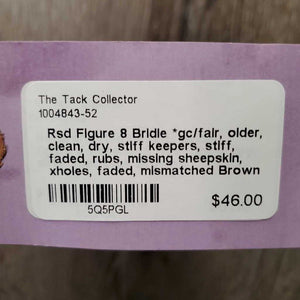 The Tack Collector
1004843-52
Rsd Figure 8 Bridle *gc/fair, older,
clean, dry, stiff keepers, stiff,
faded, rubs, missing sheepskin,
xholes, faded, mismatched Brown
5Q5PGL
$46.00